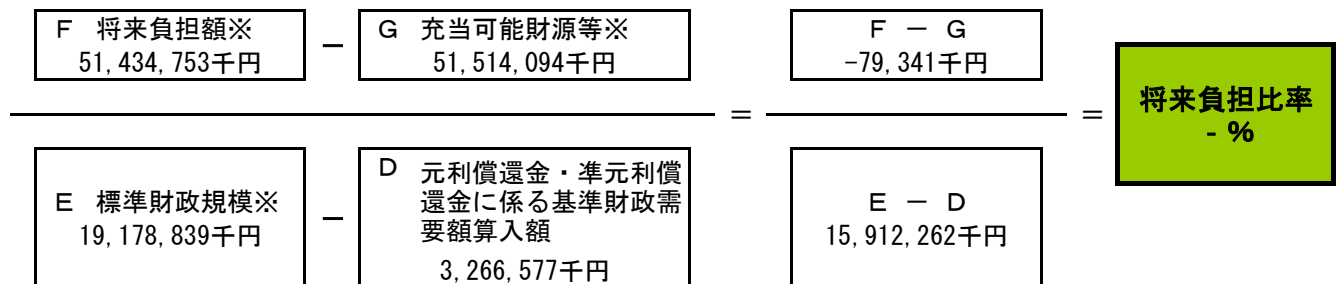 F 将来負担額※
51,434,753千円
－
G 充当可能財源等※
51,514,094千円
＝
F － G
-79,341千円
＝
将来負担比率
- %
E 標準財政規模※
19,178,839千円
－
D 元利償還金・準元利償
還金に係る基準財政需
要額算入額
3,266,577千円
E － D
15,912,262千円